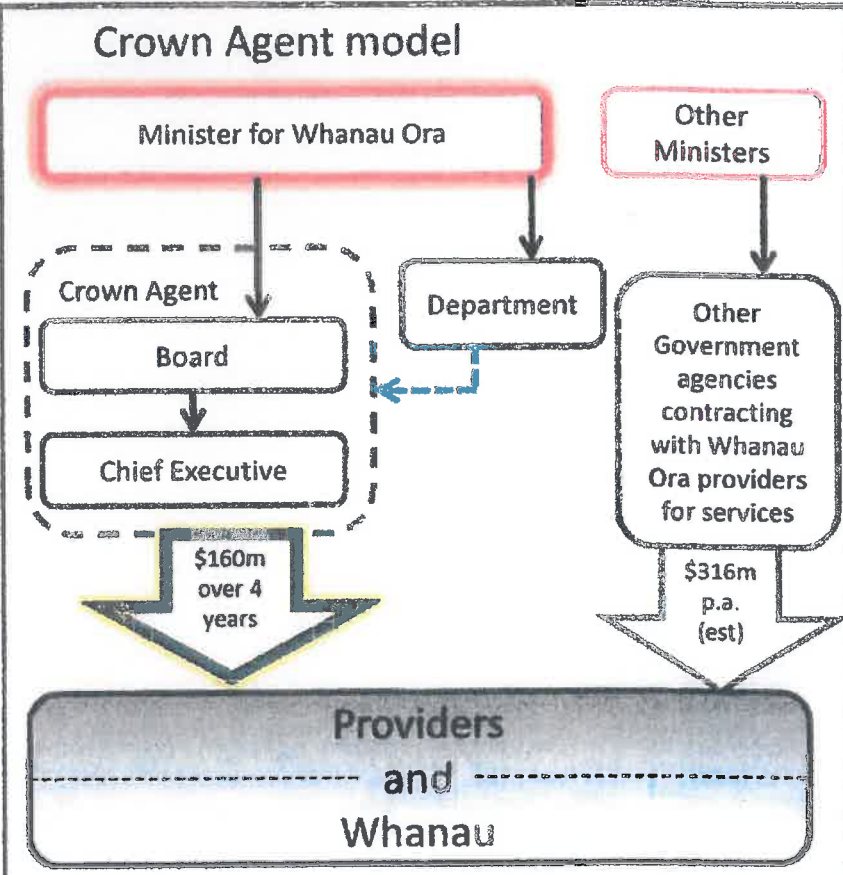 Crown Agent model
Minister for Whanau Ora
Other
Ministers
Crown Agent
Board
Chief Executive
Department
Other
Government
agencies
contracting
with Whanau
Ora providers
for services
$160m
over 4
years
$316m
p.a.
(est)
Providers
and
Whanau